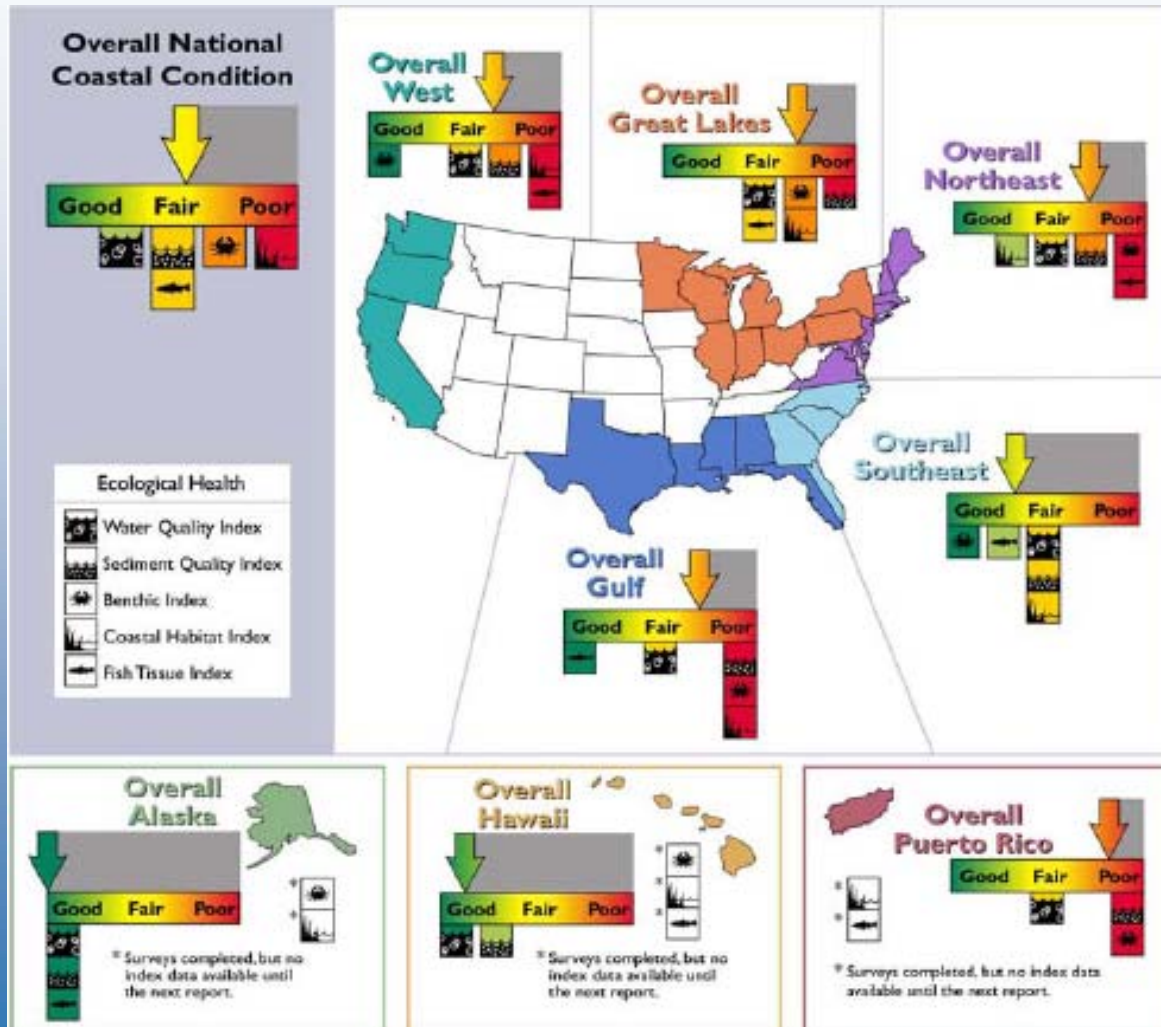 Overall National
Coastal Condition
Good Fair Poor
Overall
West
Good Fair Poor
Overall
Great Lakes
Good Fair Poor
Overall
Northeast
Good Fair Poor
Ecological Health
Water Quality Index
Sediment Quality Index
Benthic Index
Coastal Habitat Index
Fish Tissue Index
Overall
Southeast
Good Fair Poor
Overall
Gulf
Good Fair Poor
Overall
Alaska
Good Fair Poor
* Surveys completed, but no
index data available until
the next report.
Overall
Hawaii
Good Fair Poor
* Surveys completed, but no
index data available until
the next report.
Overall
Puerto Rico
Good Fair Poor
* Surveys completed, but no index data
available until the next report.